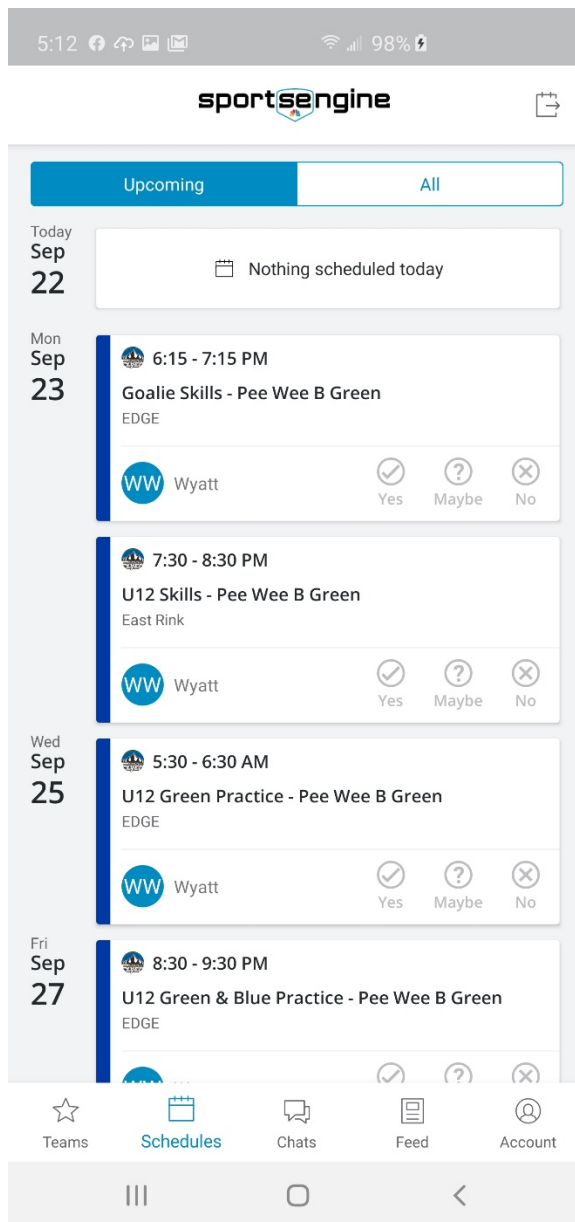 5:12 98%
sportsengine
Upcoming All
Today
Sep
22
Nothing scheduled today
Mon
Sep
23
6:15 - 7:15 PM
Goalie Skills - Pee Wee B Green
EDGE
WW Wyatt Yes Maybe No
7:30 - 8:30 PM
U12 Skills - Pee Wee B Green
East Rink
WW Wyatt Yes Maybe No
Wed
Sep
25
5:30 - 6:30 AM
U12 Green Practice - Pee Wee B Green
EDGE
WW Wyatt Yes Maybe No
Fri
Sep
27
8:30 - 9:30 PM
U12 Green & Blue Practice - Pee Wee B Green
EDGE
Teams Schedules Chats Feed Account